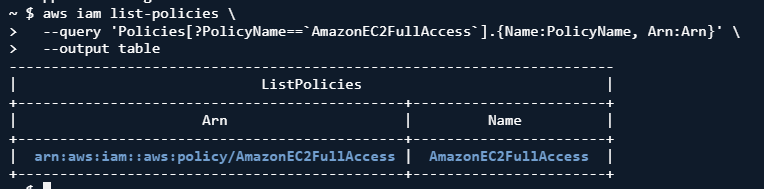 ~ $ aws iam list-policies \
>   --query 'Policies[?PolicyName==`AmazonEC2FullAccess`].{Name:PolicyName, Arn:Arn}' \
>   --output table
---------------------------------------------------------------------------
|                               ListPolicies                              |
+-------------------------------------------------+-----------------------+
|                       Arn                       |         Name          |
+-------------------------------------------------+-----------------------+
|  arn:aws:iam::aws:policy/AmazonEC2FullAccess | AmazonEC2FullAccess  |
+-------------------------------------------------+-----------------------+
~ $